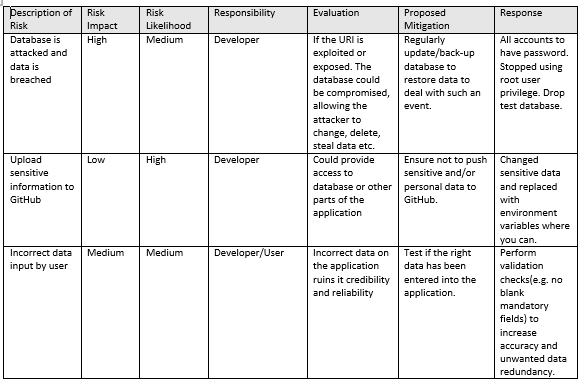 Description of Risk
Risk Impact
Risk Likelihood
Responsibility
Evaluation
Proposed Mitigation
Response
Database is attacked and data is breached
High
Medium
Developer
If the URI is exploited or exposed. The database could be compromised, allowing the attacker to change, delete, steal data etc.
Regularly update/back-up database to restore data to deal with such an event.
All accounts to have password. Stopped using root user privilege. Drop test database.
Upload sensitive information to GitHub
Low
High
Developer
Could provide access to database or other parts of the application
Ensure not to push sensitive and/or personal data to GitHub.
Changed sensitive data and replaced with environment variables where you can.
Incorrect data input by user
Medium
Medium
Developer/User
Incorrect data on the application ruins it credibility and reliability
Test if the right data has been entered into the application.
Perform validation checks(e.g. no blank mandatory fields) to increase accuracy and unwanted data redundancy.